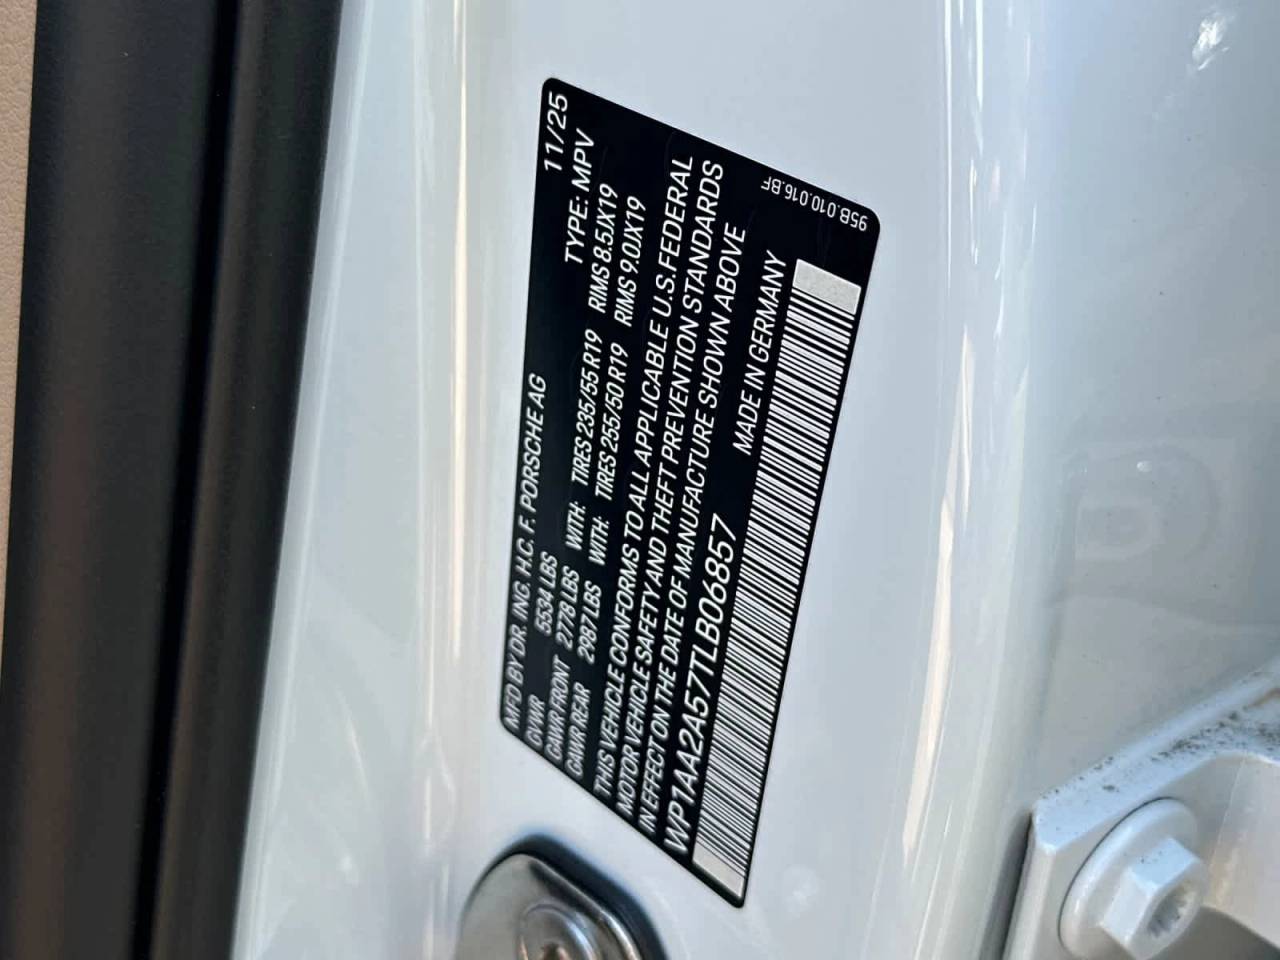 MFD BY DR. ING. H.C. F. PORSCHE AG 11/25
GVWR 5534 LBS TYPE: MPV
GAWR FRONT 2778 LBS WITH: TIRES 235/55 R19 RIMS 8.5JX19
GAWR REAR 2987 LBS WITH: TIRES 255/50 R19 RIMS 9.0JX19
THIS VEHICLE CONFORMS TO ALL APPLICABLE U.S. FEDERAL
MOTOR VEHICLE SAFETY AND THEFT PREVENTION STANDARDS
IN EFFECT ON THE DATE OF MANUFACTURE SHOWN ABOVE
WP1AA2A57TLB06857 MADE IN GERMANY
95B.010.016.BF